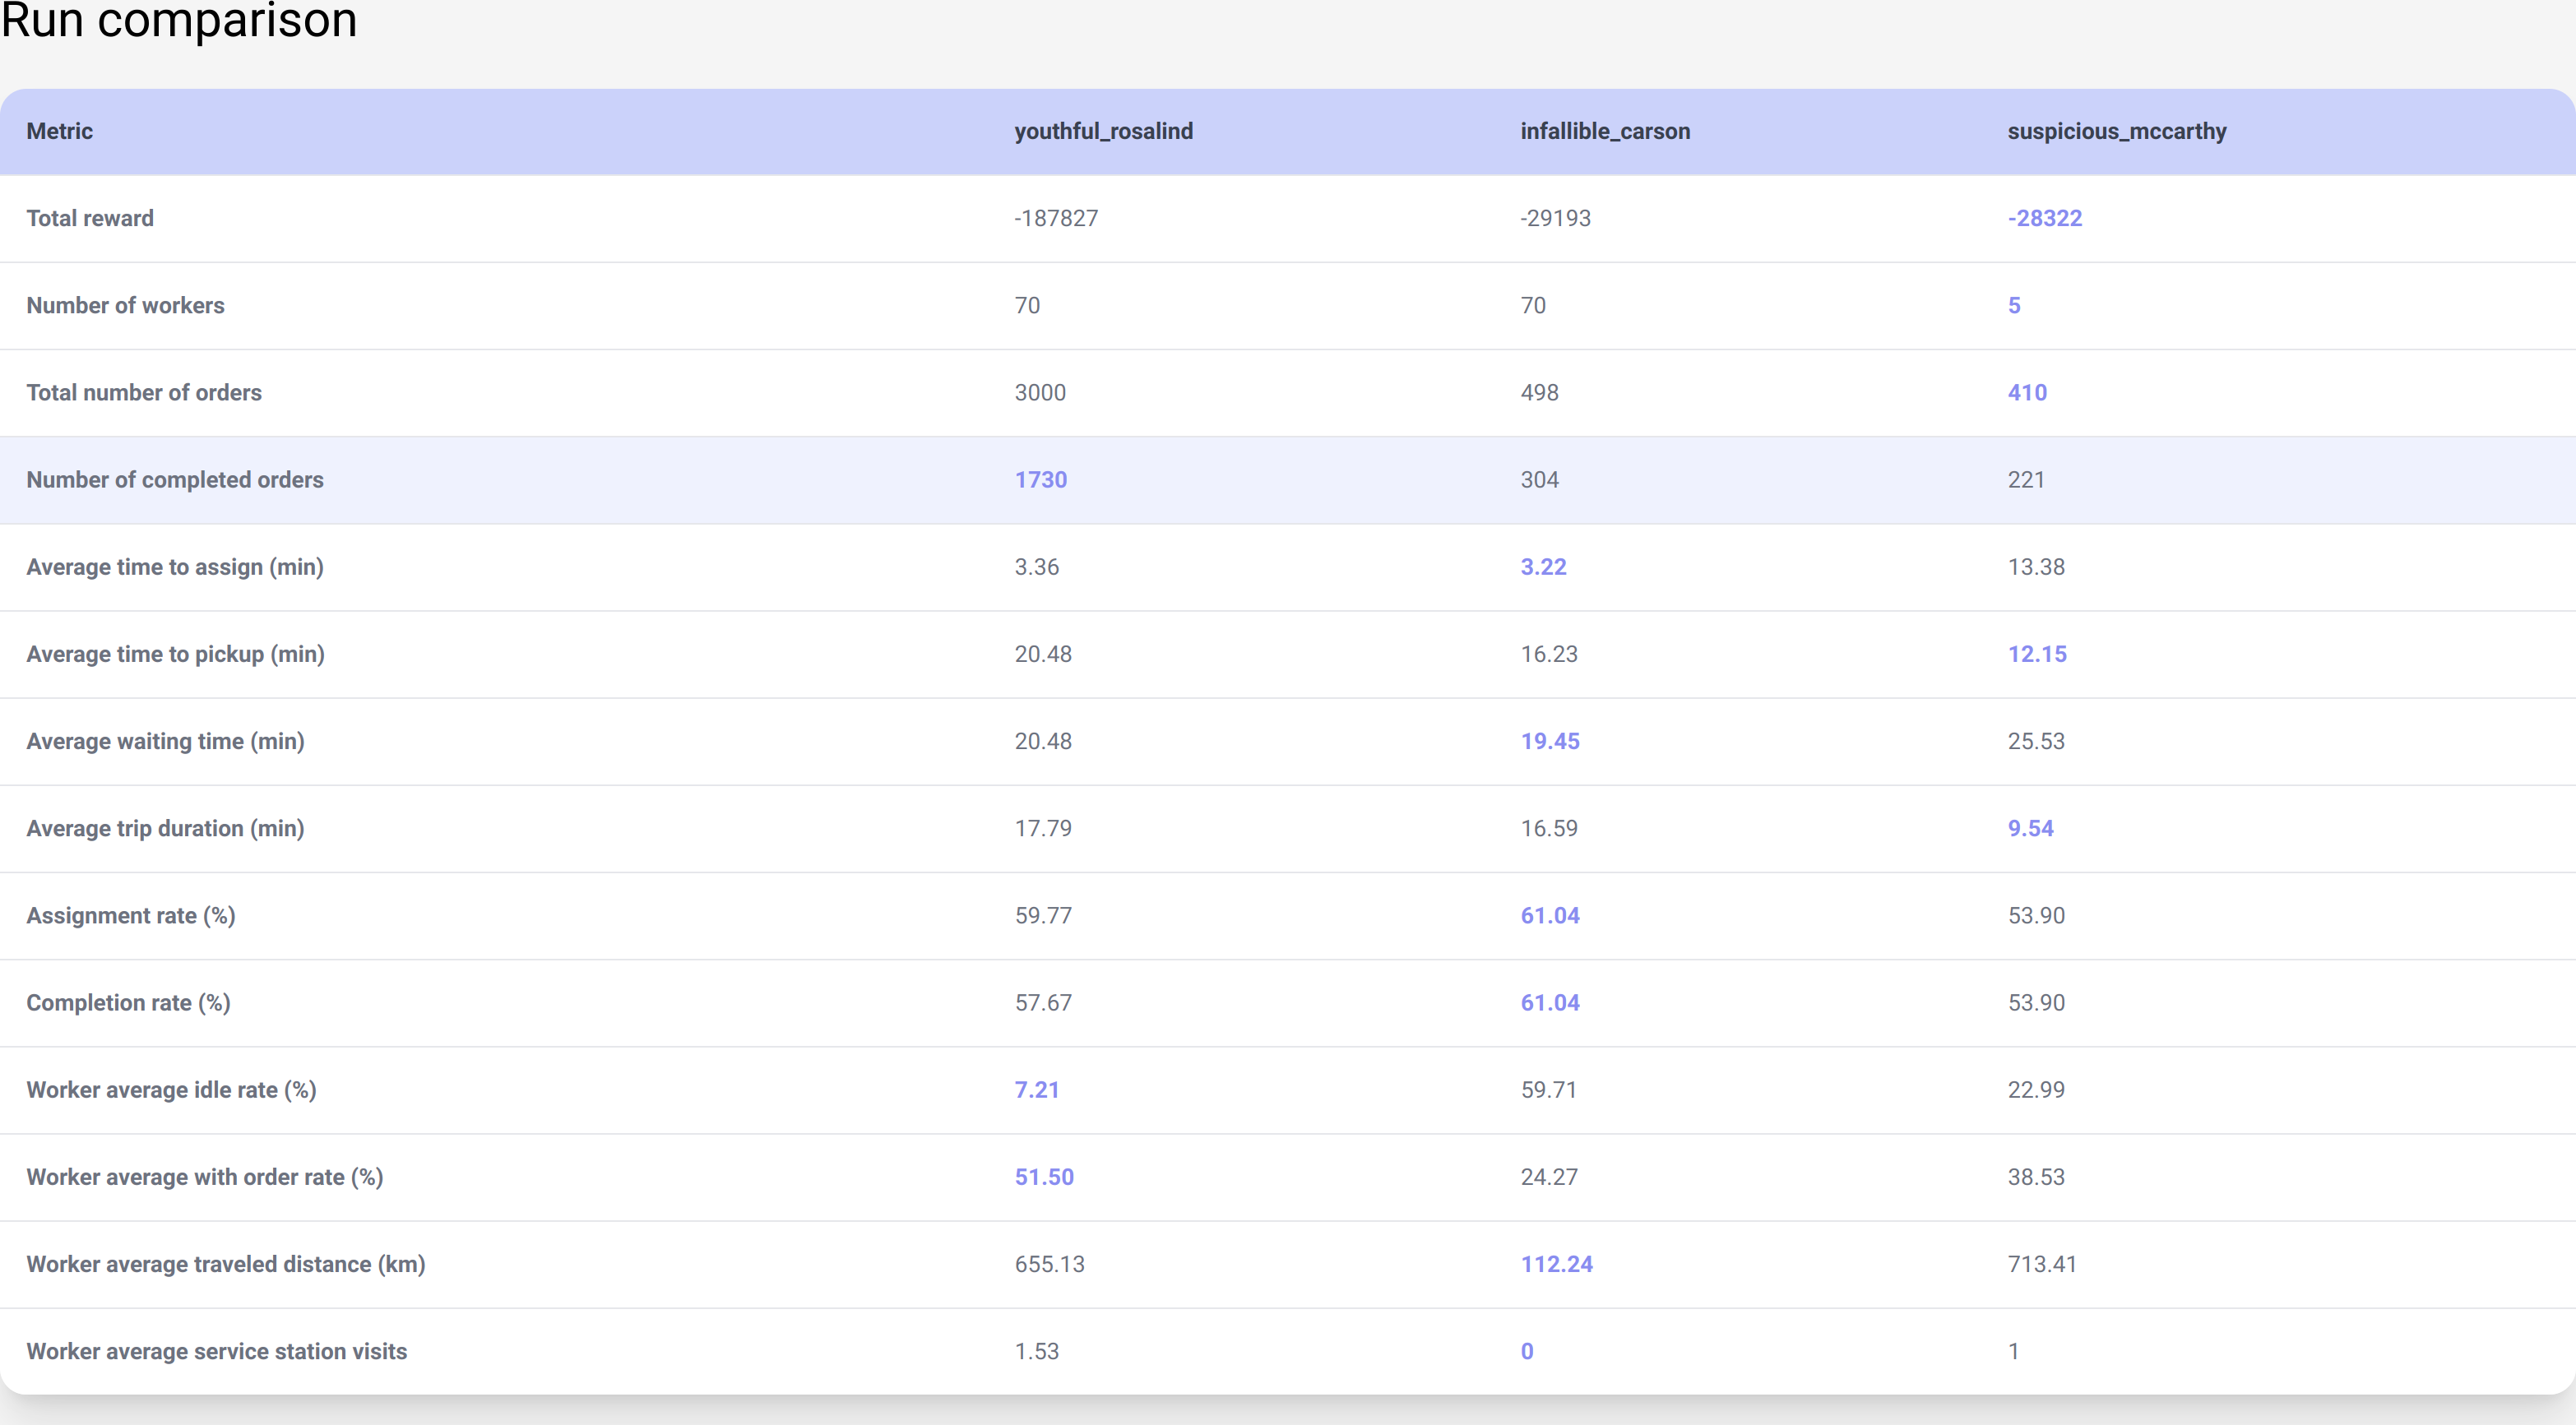 Run comparison
Metric youthful_rosalind infallible_carson suspicious_mccarthy
Total reward -187827 -29193 -28322
Number of workers 70 70 5
Total number of orders 3000 498 410
Number of completed orders 1730 304 221
Average time to assign (min) 3.36 3.22 13.38
Average time to pickup (min) 20.48 16.23 12.15
Average waiting time (min) 20.48 19.45 25.53
Average trip duration (min) 17.79 16.59 9.54
Assignment rate (%) 59.77 61.04 53.90
Completion rate (%) 57.67 61.04 53.90
Worker average idle rate (%) 7.21 59.71 22.99
Worker average with order rate (%) 51.50 24.27 38.53
Worker average traveled distance (km) 655.13 112.24 713.41
Worker average service station visits 1.53 0 1